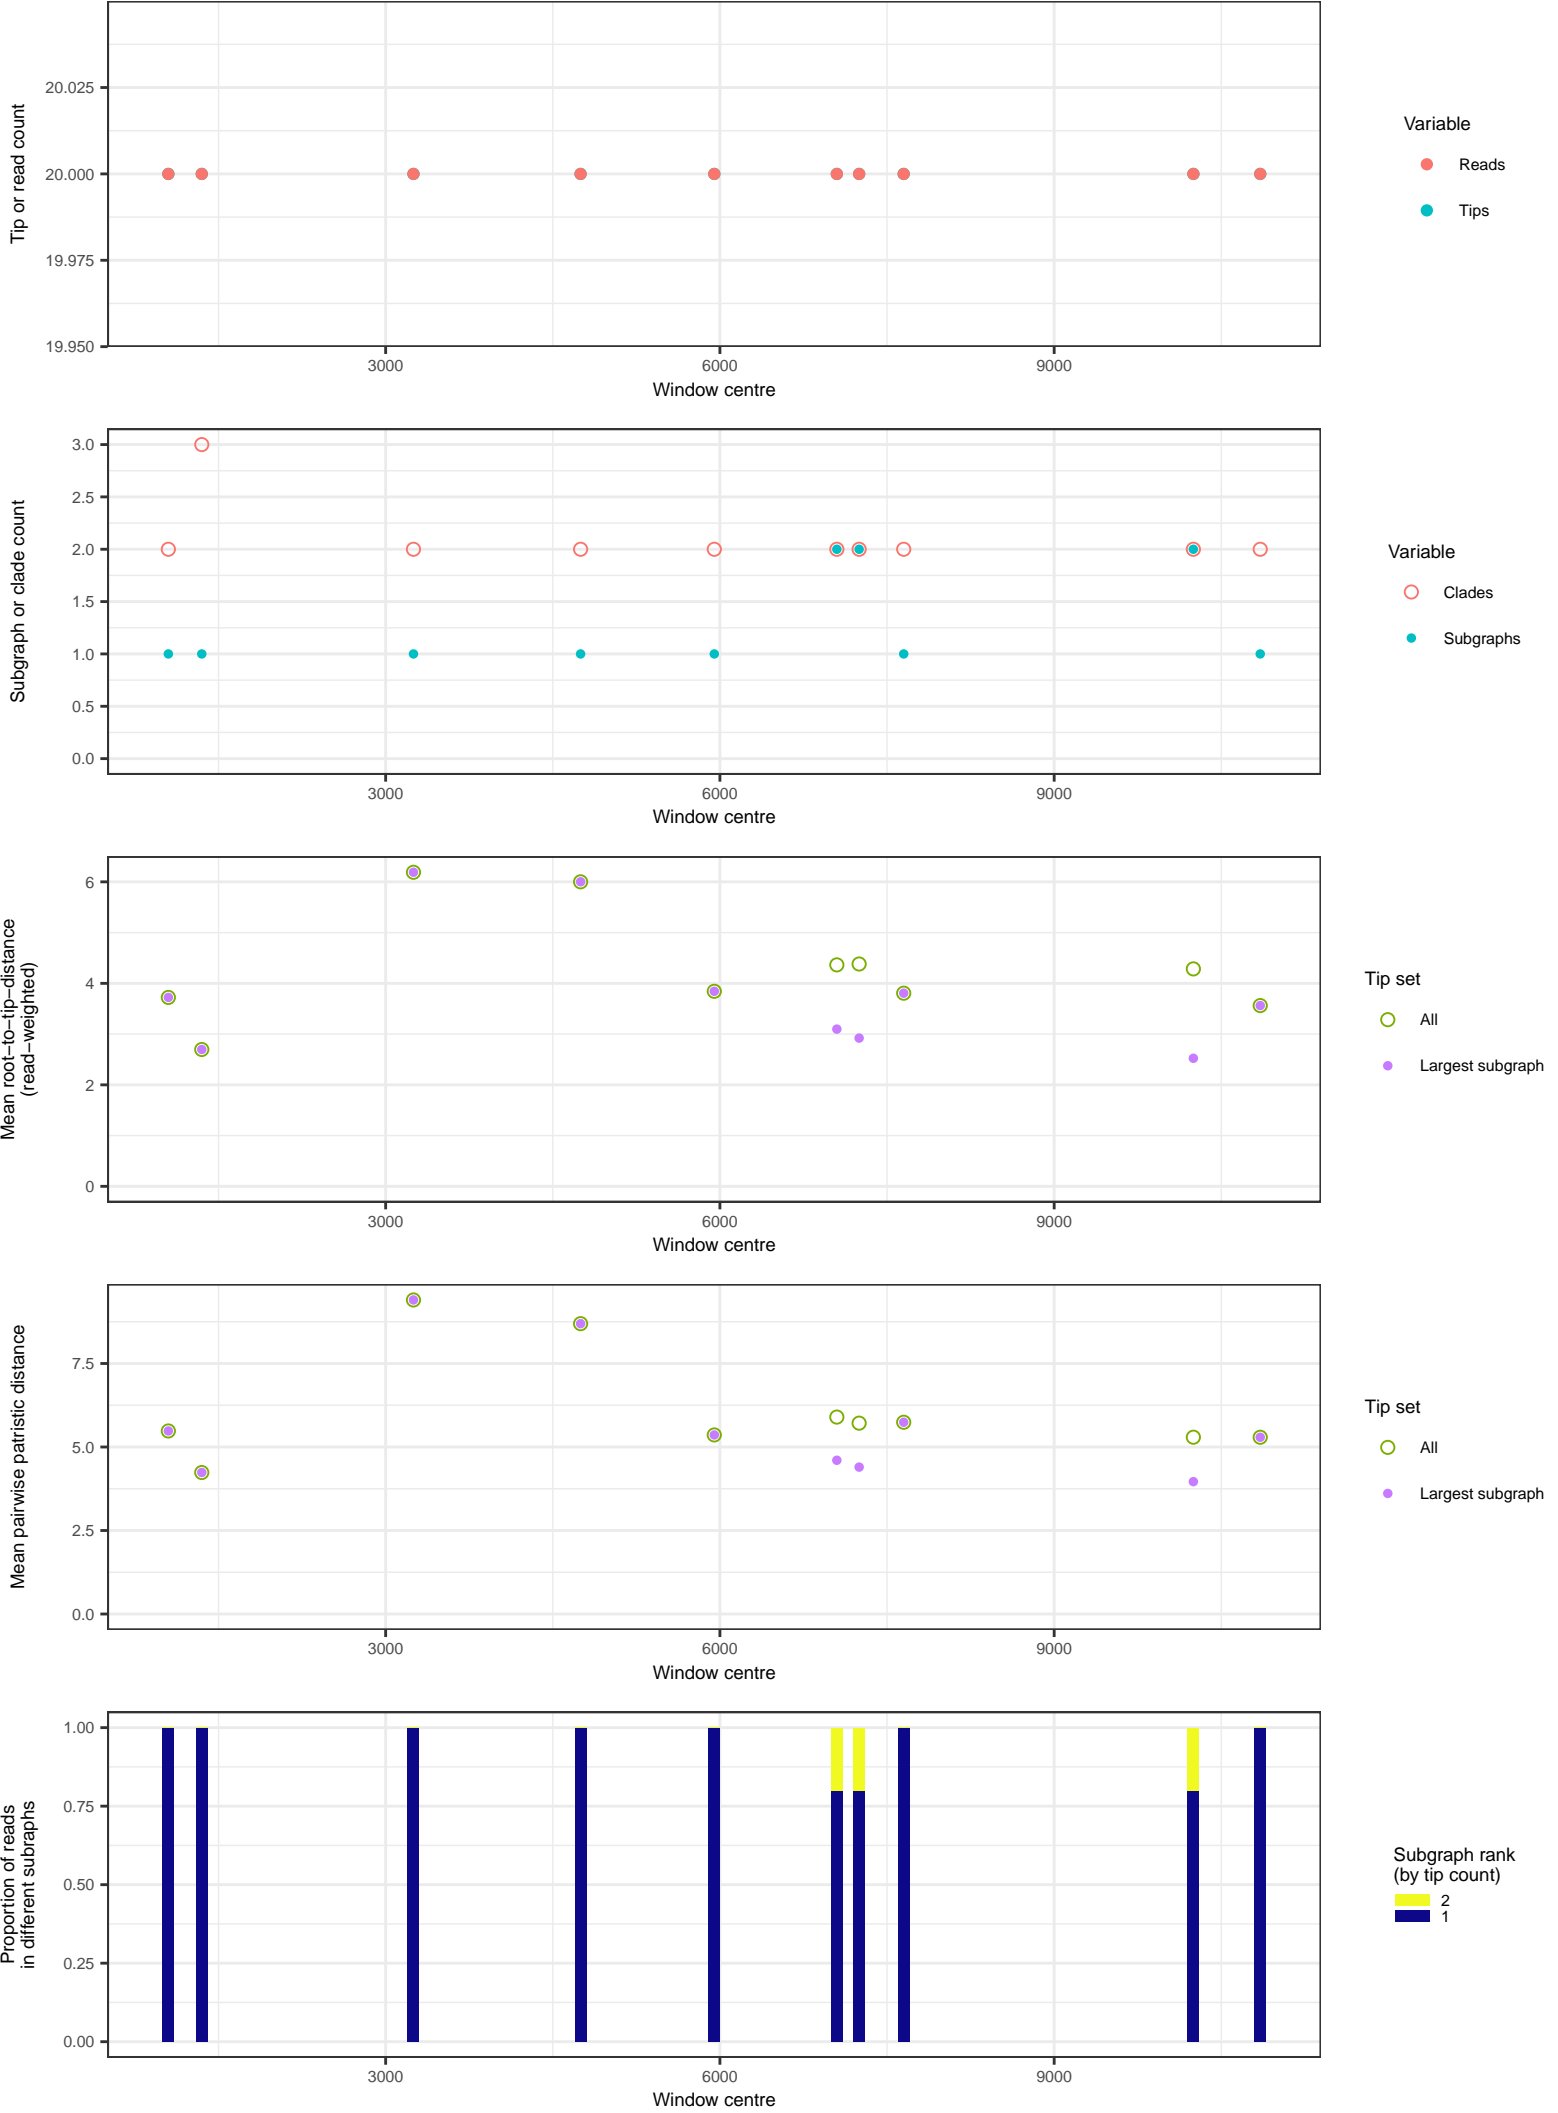 20.025
20.000
19.975
19.950
Tip or read count
3000 6000 9000
Window centre
Variable
Reads
Tips
3.0
2.5
2.0
1.5
1.0
0.5
0.0
Subgraph or clade count
3000 6000 9000
Window centre
Variable
Clades
Subgraphs
6
4
2
0
Mean root−to−tip−distance
(read−weighted)
3000 6000 9000
Window centre
Tip set
All
Largest subgraph
7.5
5.0
2.5
0.0
Mean pairwise patristic distance
3000 6000 9000
Window centre
Tip set
All
Largest subgraph
1.00
0.75
0.50
0.25
0.00
Proportion of reads
in different subraphs
3000 6000 9000
Window centre
Subgraph rank
(by tip count)
2
1